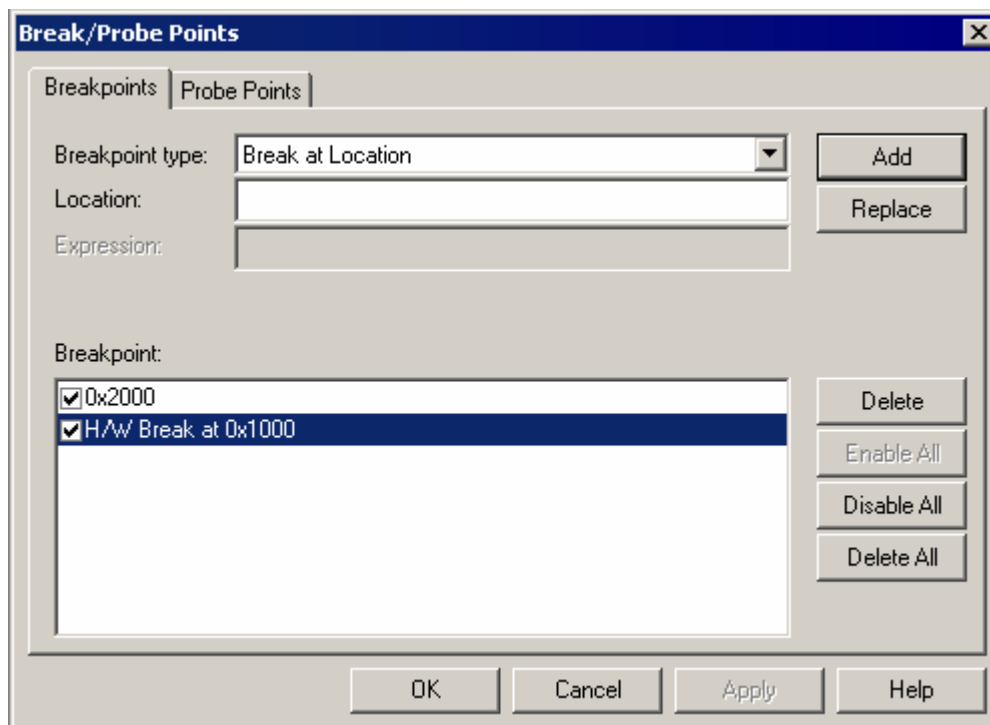 Break/Probe Points
Breakpoints
Probe Points
Breakpoint type:
Break at Location
Add
Location:
Replace
Expression:
Breakpoint:
0x2000
H/W Break at 0x1000
Delete
Enable All
Disable All
Delete All
OK
Cancel
Apply
Help